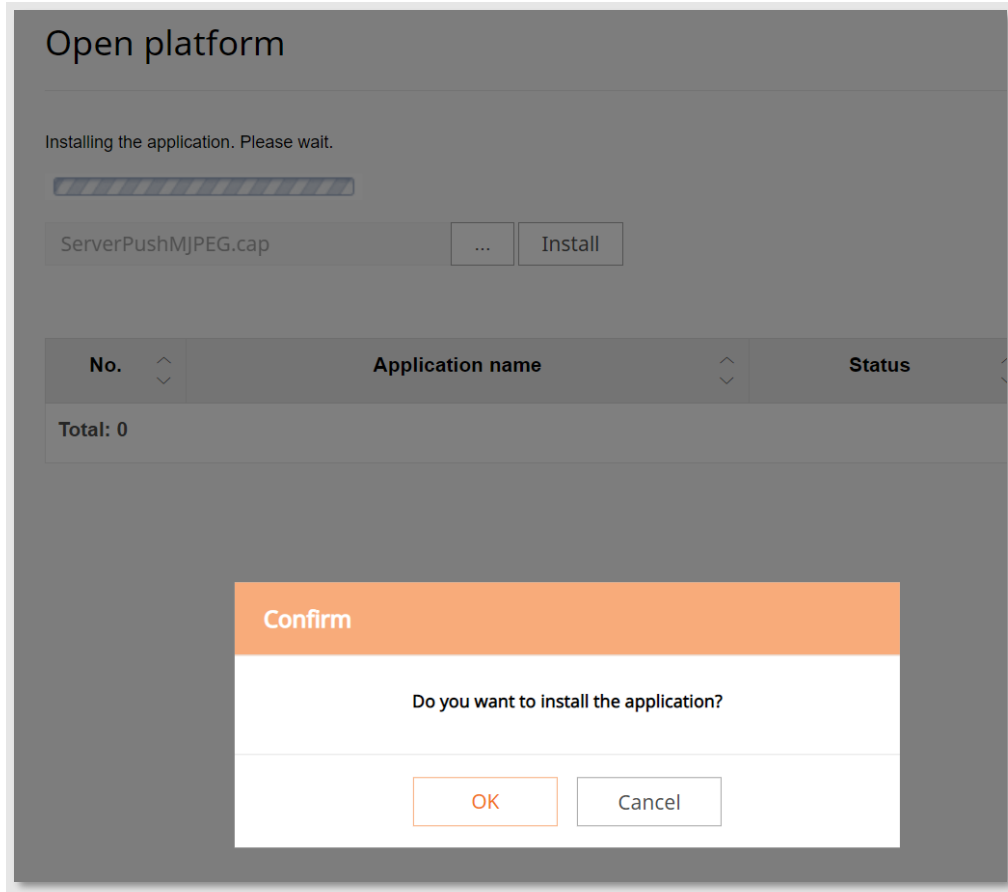 Open platform
Installing the application. Please wait.
ServerPushMJPEG.cap ... Install
No. Application name Status
Total: 0
Confirm
Do you want to install the application?
OK Cancel